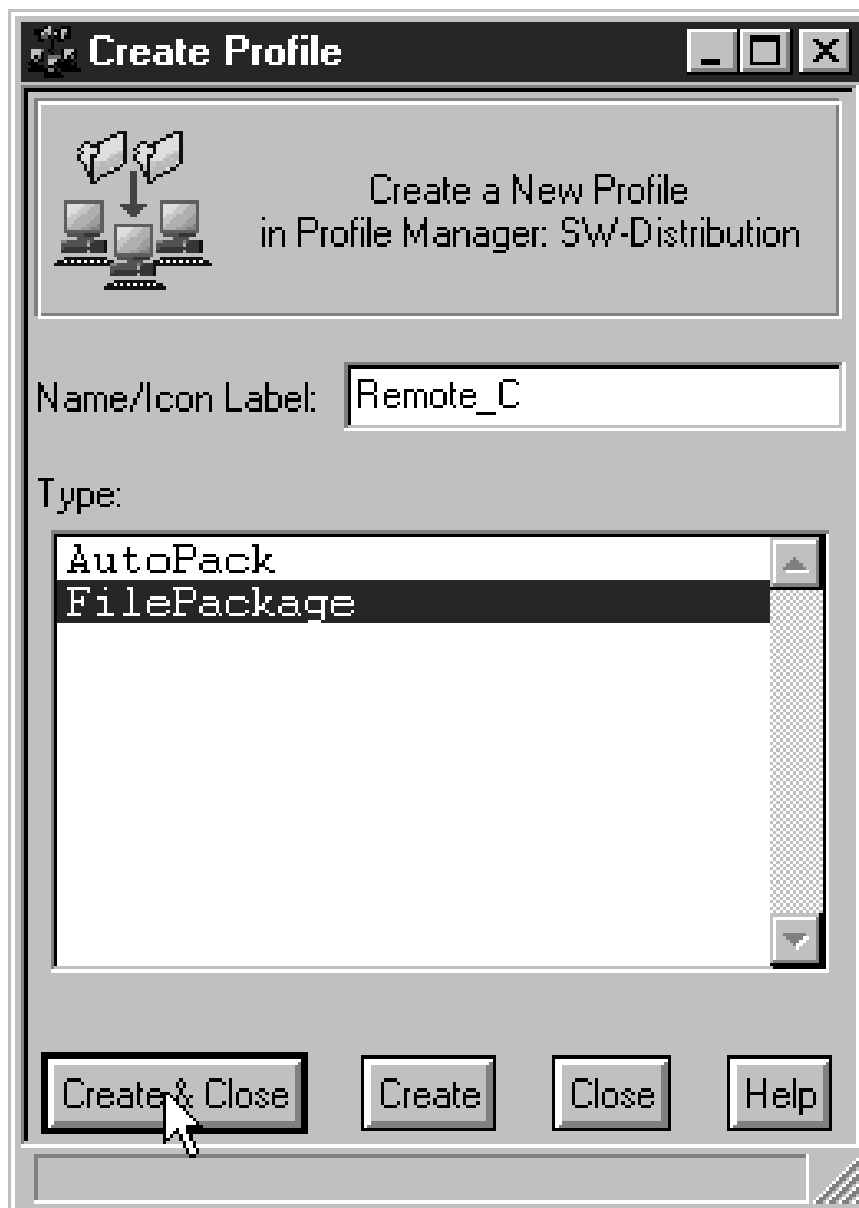 Create Profile
Create a New Profile
in Profile Manager: SW-Distribution
Name/Icon Label: Remote_C
Type:
AutoPack
FilePackage
Create & Close Create Close Help